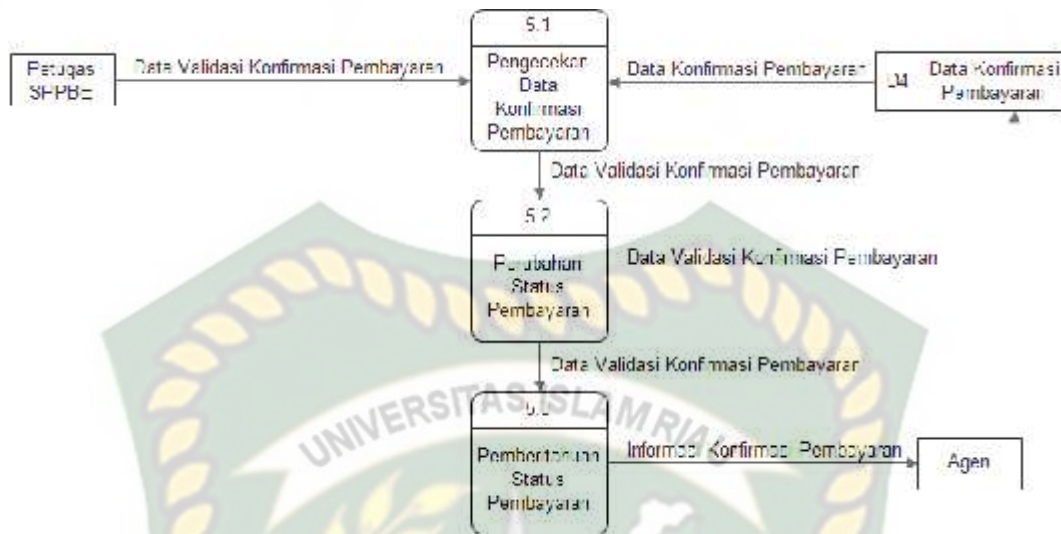 5.1
Petugas
SPPBE
Data Validasi Konfirmasi Pembayaran
Pengecekan
Data
Konfirmasi
Pembayaran
Data Konfirmasi Pembayaran
D4
Data Konfirmasi
Pembayaran
Data Validasi Konfirmasi Pembayaran
5.2
Perubahan
Status
Pembayaran
Data Validasi Konfirmasi Pembayaran
Data Validasi Konfirmasi Pembayaran
UNIVERSITAS ISLAM RIAU
5.3
Pemberitahuan
Status
Pembayaran
Informasi Konfirmasi Pembayaran
Agen